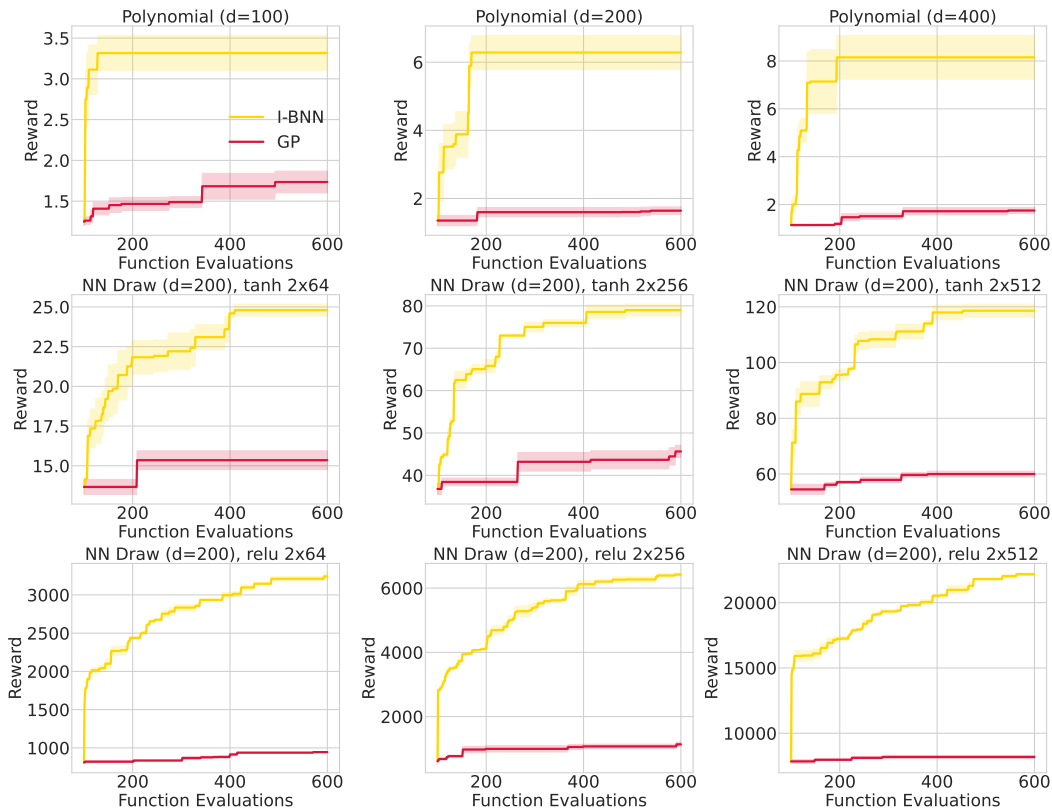 Polynomial (d=100)
Reward
3.5
3.0
2.5
2.0
1.5
I-BNN
GP
200
400
600
Function Evaluations
Polynomial (d=200)
Reward
6
4
2
200
400
600
Function Evaluations
Polynomial (d=400)
Reward
8
6
4
2
200
400
600
Function Evaluations
NN Draw (d=200), tanh 2x64
Reward
25.0
22.5
20.0
17.5
15.0
200
400
600
Function Evaluations
NN Draw (d=200), tanh 2x256
Reward
80
70
60
50
40
200
400
600
Function Evaluations
NN Draw (d=200), tanh 2x512
Reward
120
100
80
60
200
400
600
Function Evaluations
NN Draw (d=200), relu 2x64
Reward
3000
2500
2000
1500
1000
200
400
600
Function Evaluations
NN Draw (d=200), relu 2x256
Reward
6000
4000
2000
200
400
600
Function Evaluations
NN Draw (d=200), relu 2x512
Reward
20000
15000
10000
200
400
600
Function Evaluations